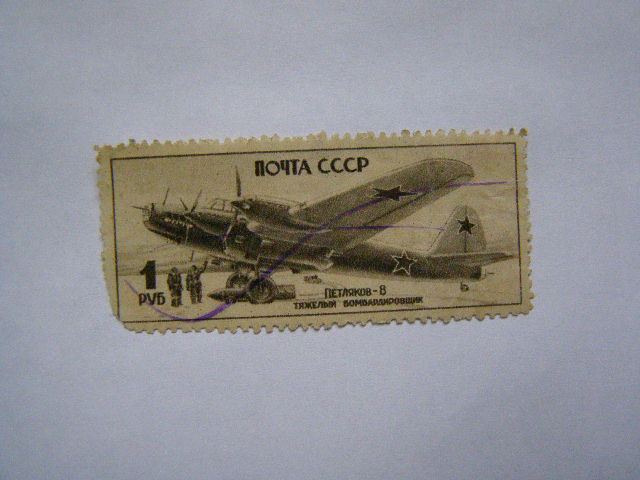 ПОЧТА СССР
1
РУБ
ПЕТЛЯКОВ-8
ТЯЖЕЛЫЙ БОМБАРДИРОВЩИК